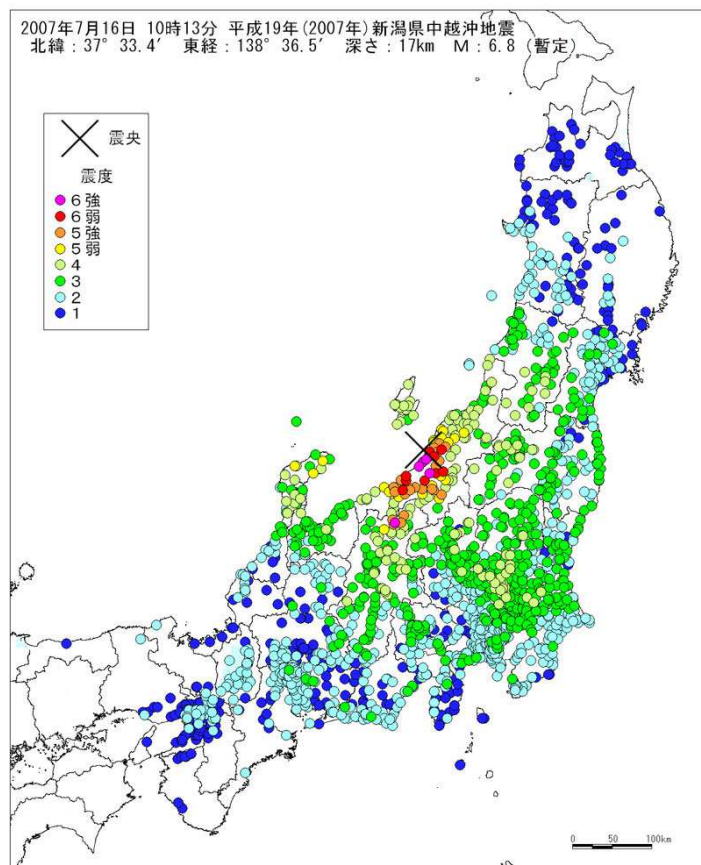 2007年7月16日 10時13分 平成19年(2007年)新潟県中越沖地震
北緯:37° 33.4′ 東経:138° 36.5′ 深さ:17km M:6.8 (暫定)
震央
震度
6強
6弱
5強
5弱
4
3
2
1
0 50 100km